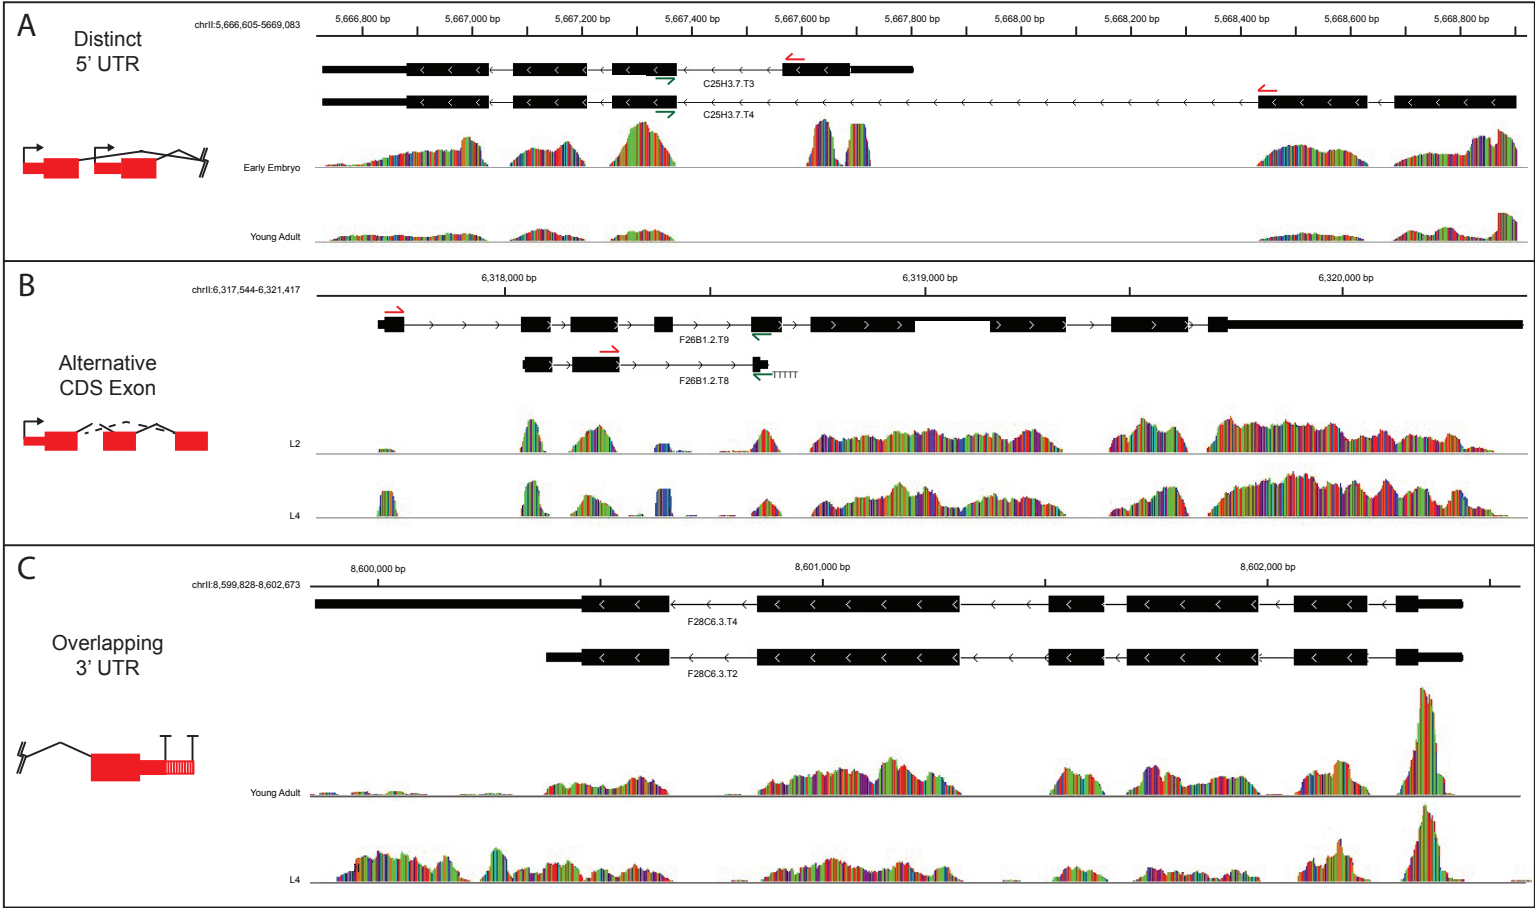 A
Distinct
5' UTR
chrII:5,666,605-5669,083
5,666,800 bp 5,667,000 bp 5,667,200 bp 5,667,400 bp 5,667,600 bp 5,667,800 bp 5,668,000 bp 5,668,200 bp 5,668,400 bp 5,668,600 bp 5,668,800 bp
C25H3.7.T3
C25H3.7.T4
Early Embryo
Young Adult
B
Alternative
CDS Exon
chrII:6,317,544-6,321,417
6,318,000 bp 6,319,000 bp 6,320,000 bp
F26B1.2.T9
F26B1.2.T8
TTTTT
L2
L4
C
Overlapping
3' UTR
chrII:8,599,828-8,602,673
8,600,000 bp 8,601,000 bp 8,602,000 bp
F28C6.3.T4
F28C6.3.T2
Young Adult
L4